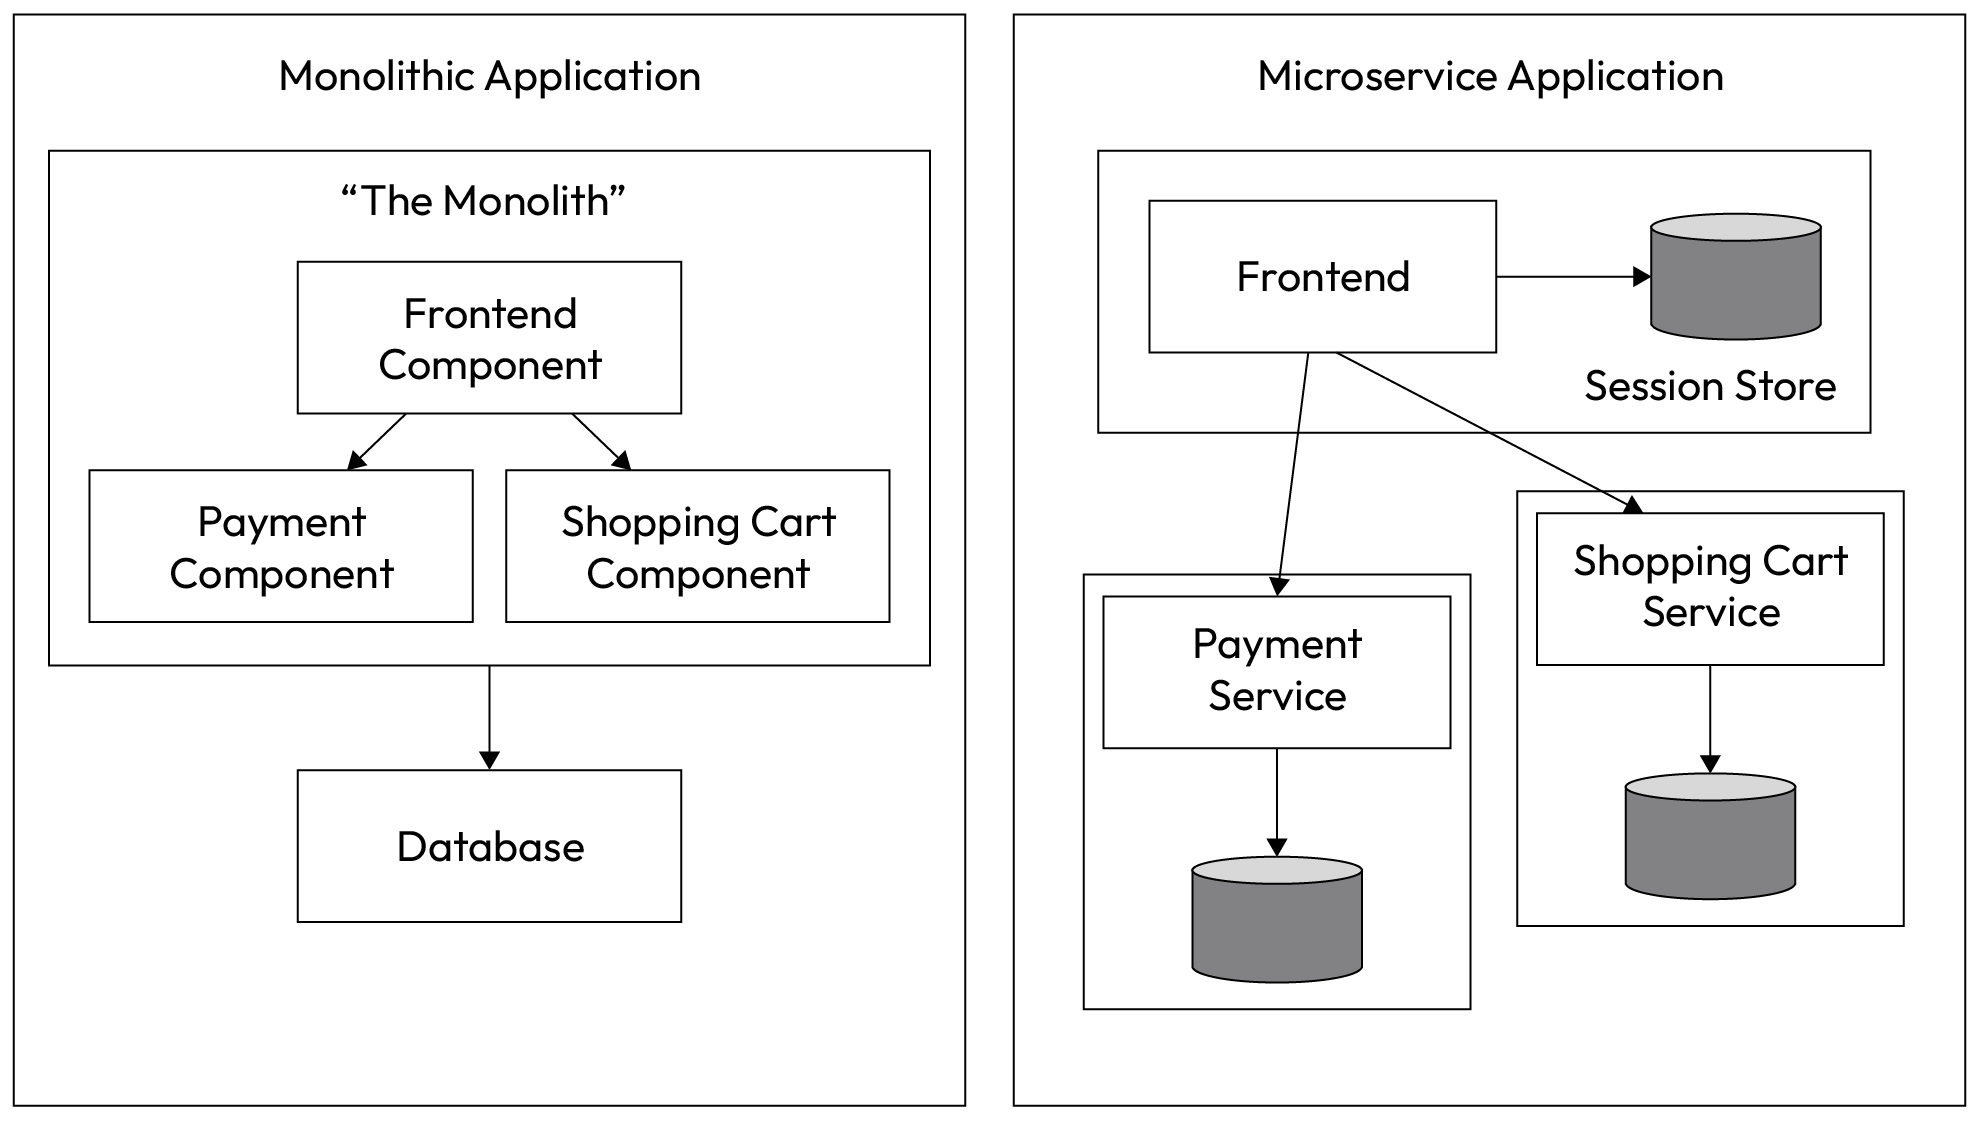 Monolithic Application
“The Monolith”
Frontend
Component
Payment
Component
Shopping Cart
Component
Database
Microservice Application
Frontend
Session Store
Shopping Cart
Service
Payment
Service